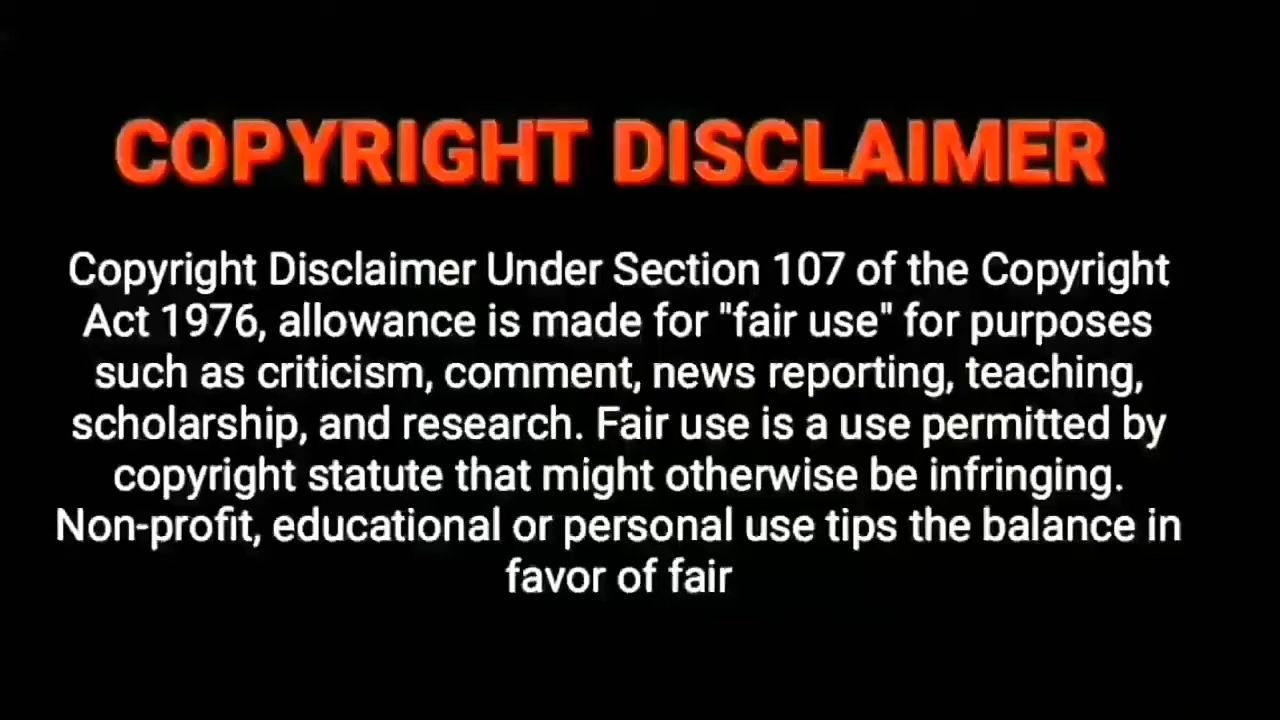 COPYRIGHT DISCLAIMER
Copyright Disclaimer Under Section 107 of the Copyright
Act 1976, allowance is made for "fair use" for purposes
such as criticism, comment, news reporting, teaching,
scholarship, and research. Fair use is a use permitted by
copyright statute that might otherwise be infringing.
Non-profit, educational or personal use tips the balance in
favor of fair